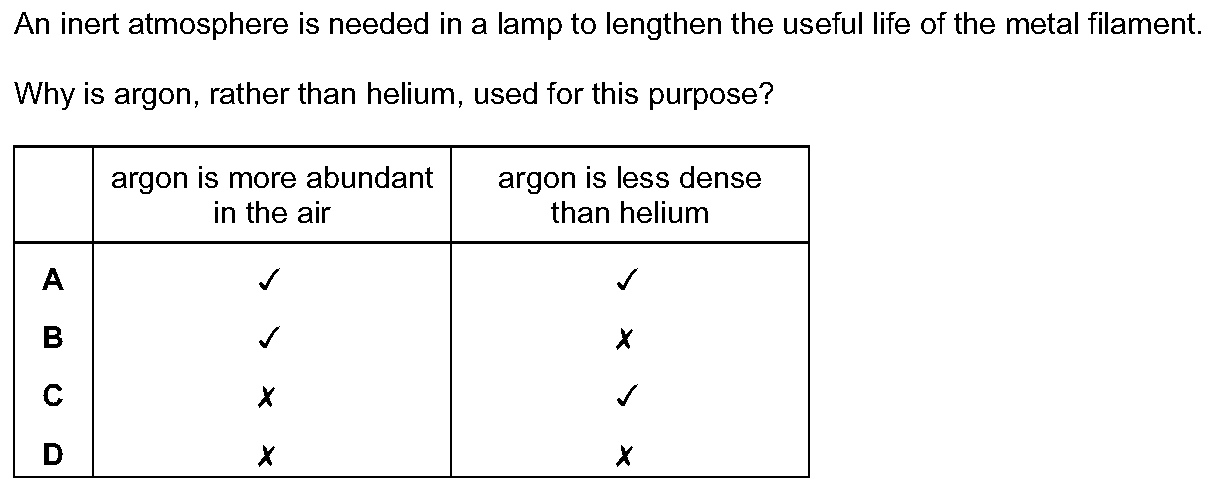 An inert atmosphere is needed in a lamp to lengthen the useful life of the metal filament.
Why is argon, rather than helium, used for this purpose?
argon is more abundant in the air
argon is less dense than helium
A ✓ ✓
B ✓ ✗
C ✗ ✓
D ✗ ✗